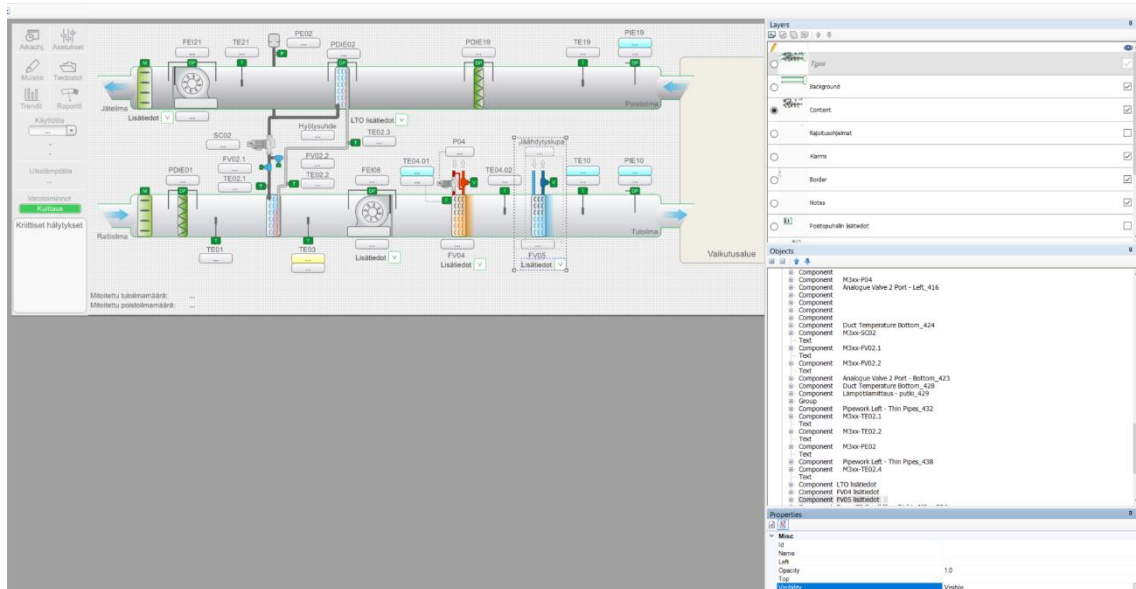 Aikaohj. Asetukset
Muistio Tiedostot
Trendit Raportit
Käyttötila
...
-
-
Ulkolämpötila
...
Varotoiminnot
Kuittaus
Kriittiset hälytykset
FEI21
TE21
PE02
PDIE02
PDIE19
TE19
PIE19
Jäteilma
Poistoilma
Lisätiedot
LTO lisätiedot
Hyötysuhde
SC02
TE02.3
FV02.1
FV02.2
TE02.1
TE02.2
PDIE01
FEI08
TE04.01
P04
TE04.02
Jäähdytyslupa
TE10
PIE10
Raitisilma
Tuloilma
TE01
TE03
Lisätiedot
FV04
Lisätiedot
FV05
Lisätiedot
Vaikutusalue
Mitoitettu tuloilmamäärä: ...
Mitoitettu poistoilmamäärä: ...
Layers
Background
Content
Rajoitusohjeimat
Alarms
Border
Notes
Poistopuhallin lisätiedot
Objects
Component
Component M3xx-P04
Component Analogue Valve 2 Port - Left_416
Component
Component
Component
Component Duct Temperature Bottom_424
Component M3xx-SC02
Text
Component M3xx-FV02.1
Text
Component M3xx-FV02.2
Text
Component Analogue Valve 2 Port - Bottom_423
Component Duct Temperature Bottom_428
Component Lämpötilamittaus - putki_429
Group
Component Pipework Left - Thin Pipes_432
Component M3xx-TE02.1
Text
Component M3xx-TE02.2
Text
Component M3xx-PE02
Text
Component Pipework Left - Thin Pipes_438
Component M3xx-TE02.4
Text
Component LTO lisätiedot
Component FV04 lisätiedot
Component FV05 lisätiedot
Properties
Misc
Id
Name
Left
Opacity 1.0
Top
Visibility Visible